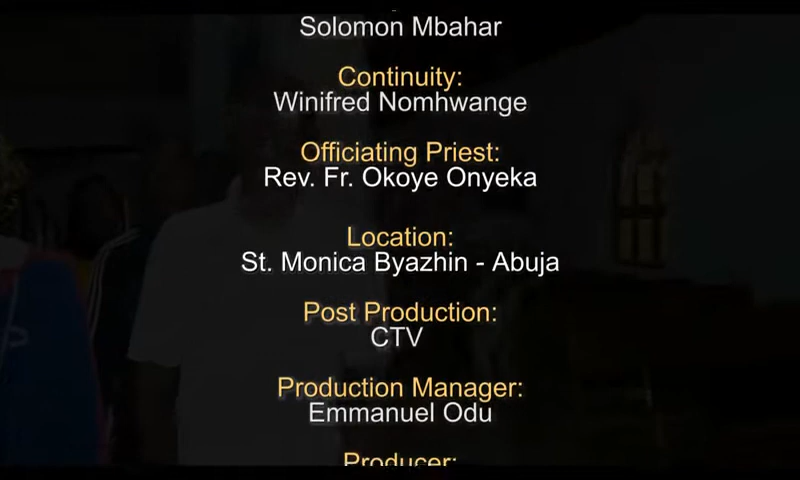 Solomon Mbahar
Continuity:
Winifred Nomhwange
Officiating Priest:
Rev. Fr. Okoye Onyeka
Location:
St. Monica Byazhin - Abuja
Post Production:
CTV
Production Manager:
Emmanuel Odu
Producer: